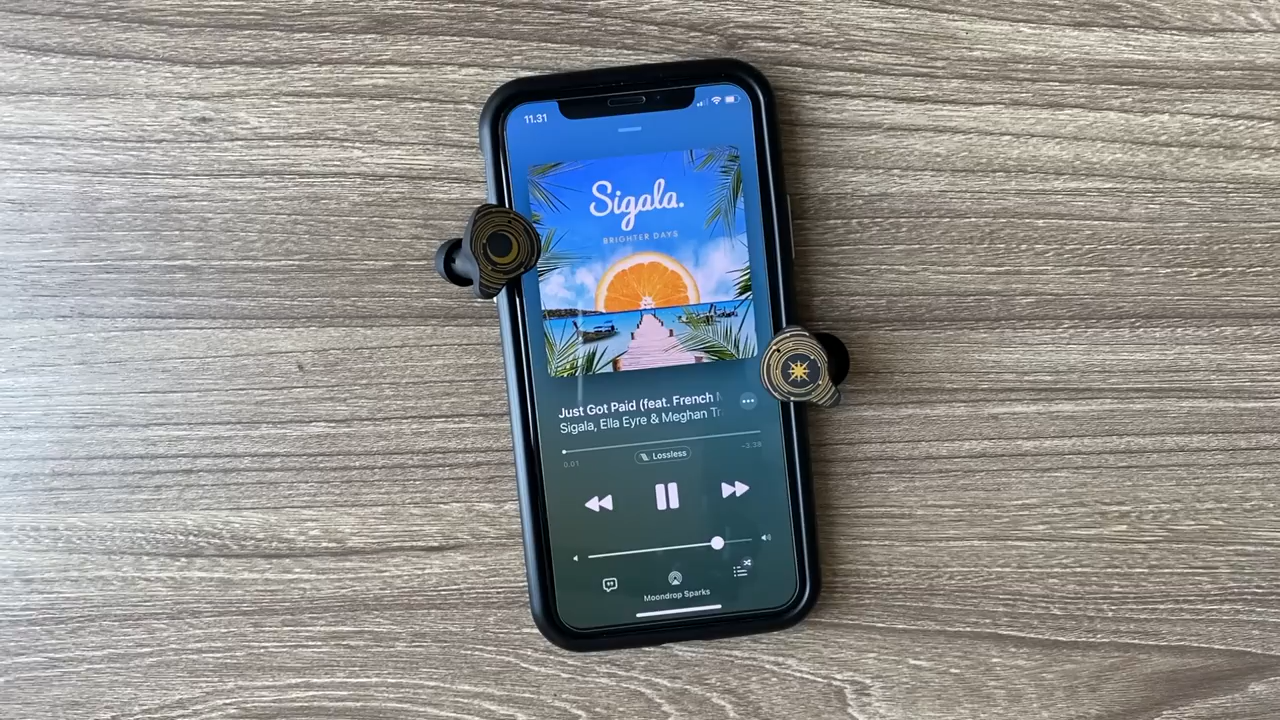 11.31
Sigala.
BRIGHTER DAYS
Just Got Paid (feat. French
Sigala, Ella Eyre & Meghan Tr
0.01
-3.38
Lossless
Moondrop Sparks